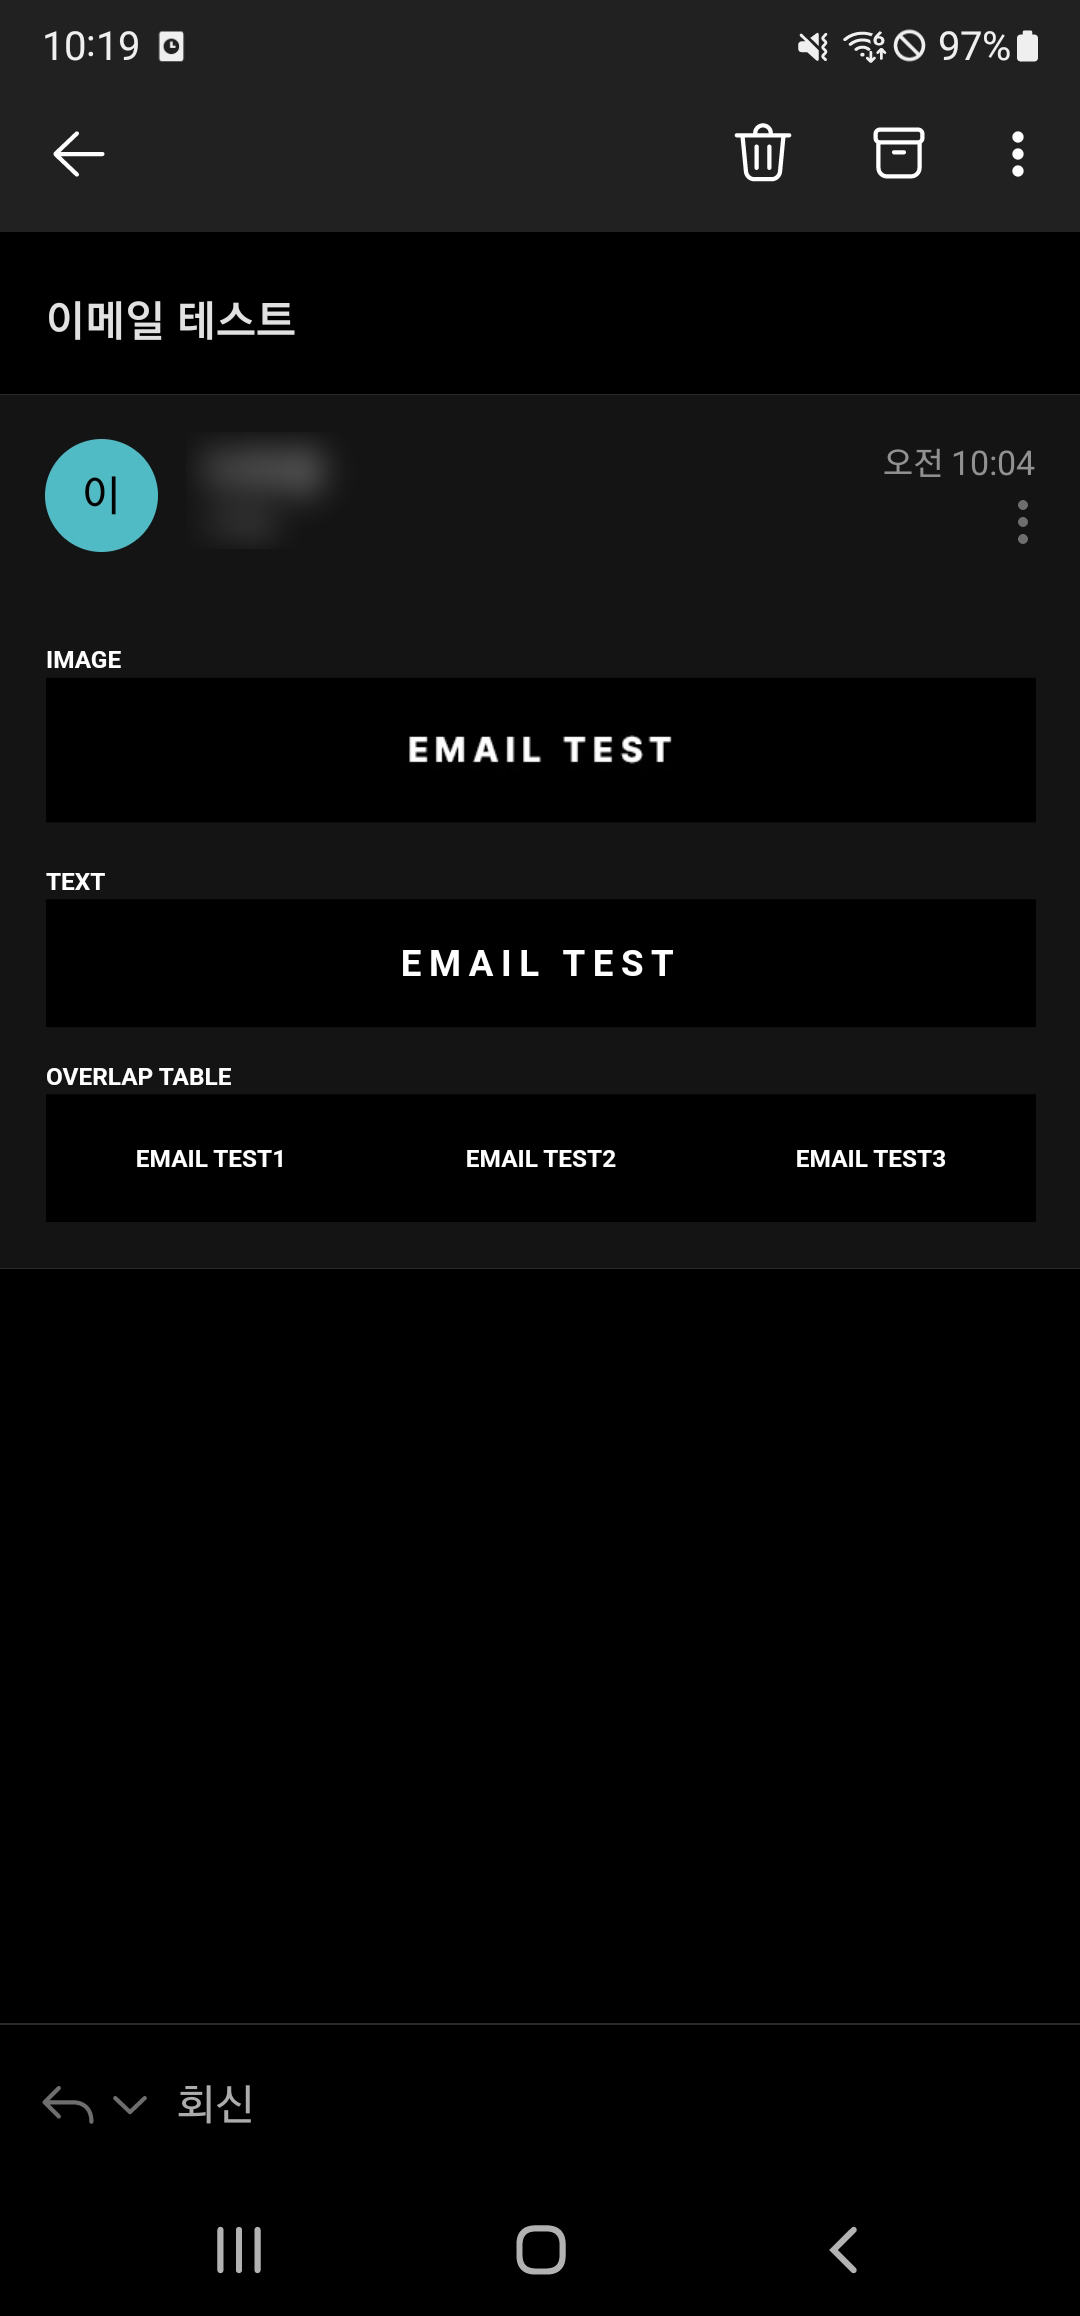 10:19
97%
이메일 테스트
이
오전 10:04
IMAGE
EMAIL TEST
TEXT
EMAIL TEST
OVERLAP TABLE
EMAIL TEST1 EMAIL TEST2 EMAIL TEST3
회신